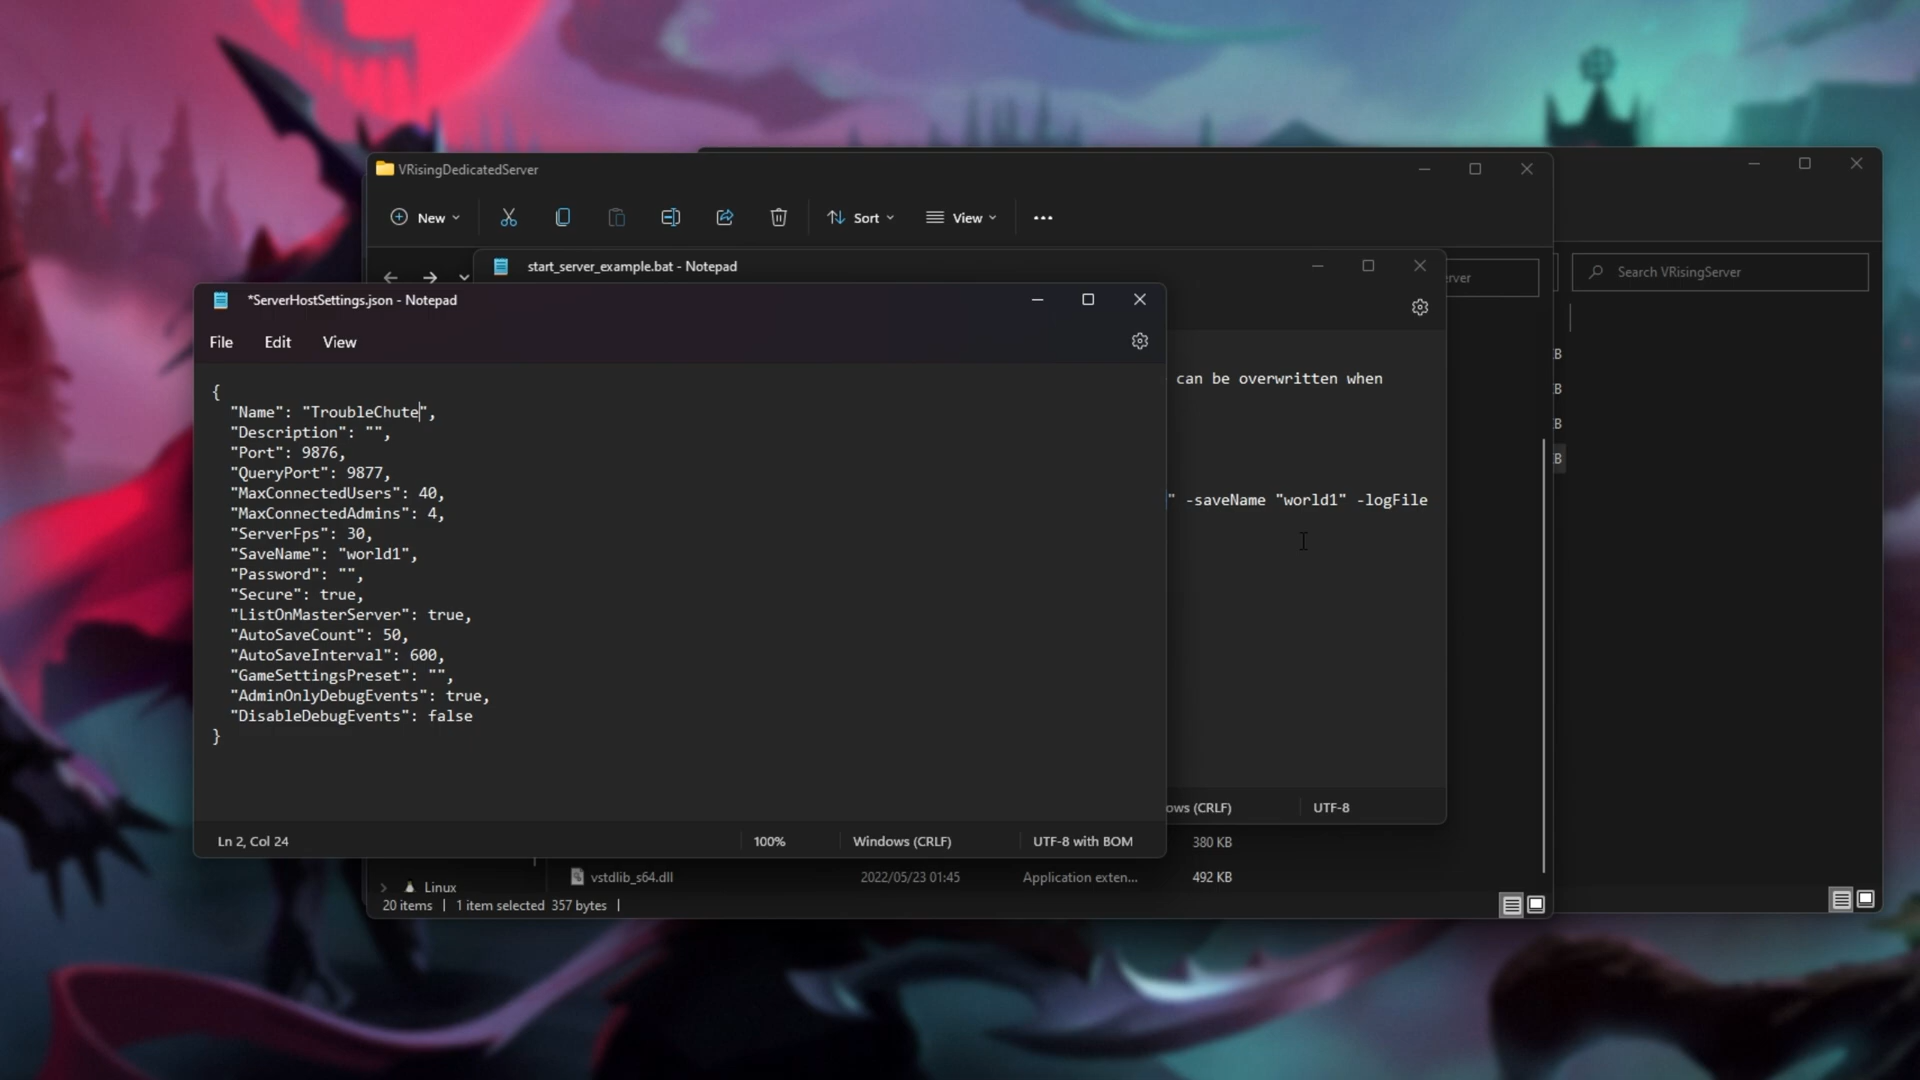 VRisingDedicatedServer
New
Sort
View
start_server_example.bat - Notepad
Search VRisingServer
*ServerHostSettings.json - Notepad
File Edit View
can be overwritten when
{
"Name": "TroubleChute",
"Description": "",
"Port": 9876,
"QueryPort": 9877,
"MaxConnectedUsers": 40,
"MaxConnectedAdmins": 4,
"ServerFps": 30,
"SaveName": "world1",
"Password": "",
"Secure": true,
"ListOnMasterServer": true,
"AutoSaveCount": 50,
"AutoSaveInterval": 600,
"GameSettingsPreset": "",
"AdminOnlyDebugEvents": true,
"DisableDebugEvents": false
}
" -saveName "world1" -logFile
ows (CRLF) UTF-8
Ln 2, Col 24 100% Windows (CRLF) UTF-8 with BOM
380 KB
vstdlib_s64.dll 2022/05/23 01:45 Application exten... 492 KB
Linux
20 items 1 item selected 357 bytes